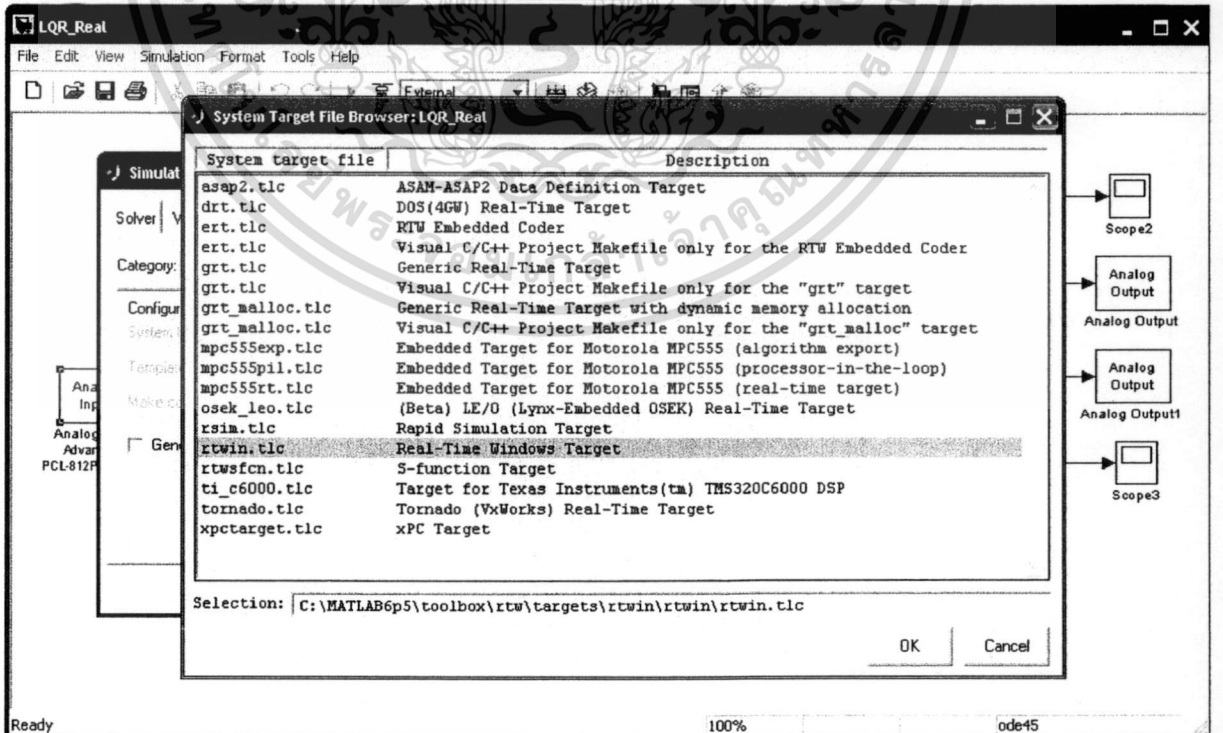 LQR_Real
File Edit View Simulation Format Tools Help
External
System Target File Browser: LQR_Real
System target file Description
asap2.tlc ASAM-ASAP2 Data Definition Target
drt.tlc DOS(4GW) Real-Time Target
ert.tlc RTW Embedded Coder
ert.tlc Visual C/C++ Project Makefile only for the RTW Embedded Coder
grt.tlc Generic Real-Time Target
grt.tlc Visual C/C++ Project Makefile only for the "grt" target
grt_malloc.tlc Generic Real-Time Target with dynamic memory allocation
grt_malloc.tlc Visual C/C++ Project Makefile only for the "grt_malloc" target
mpc555exp.tlc Embedded Target for Motorola MPC555 (algorithm export)
mpc555pil.tlc Embedded Target for Motorola MPC555 (processor-in-the-loop)
mpc555rt.tlc Embedded Target for Motorola MPC555 (real-time target)
osek_leo.tlc (Beta) LE/O (Lynx-Embedded OSEK) Real-Time Target
rsim.tlc Rapid Simulation Target
rtwin.tlc Real-Time Windows Target
rtwsfcn.tlc S-function Target
ti_c6000.tlc Target for Texas Instruments(tm) TMS320C6000 DSP
tornado.tlc Tornado (VxWorks) Real-Time Target
xpctarget.tlc xPC Target
Selection: C:\MATLAB6p5\toolbox\rtw\targets\rtwin\rtwin\rtwin.tlc
OK Cancel
Simulat
Solver V
Category:
Configur
System
Templat
Make co
Gene
Ana
Inp
Analog
Advan
PCL-812P
Scope2
Analog
Output
Analog Output
Analog
Output
Analog Output1
Scope3
Ready 100% ode45